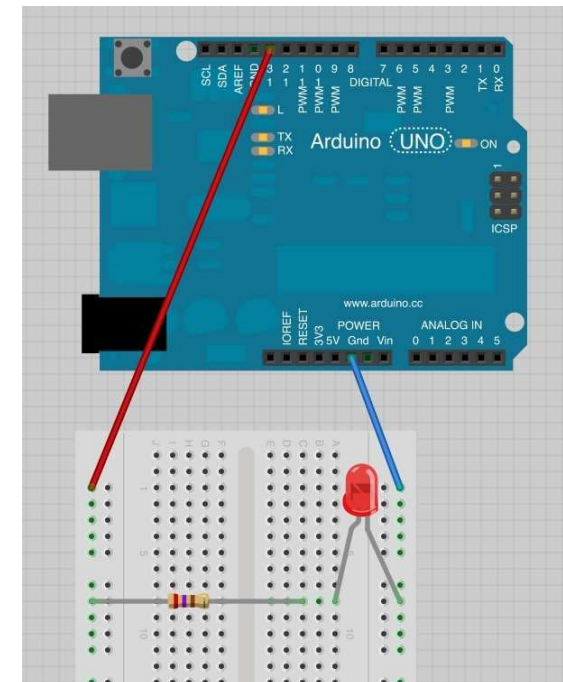 SCL SDA AREF GND 13 12 PWM 11 PWM 10 PWM 9 8 7 PWM 6 PWM 5 4 PWM 3 2 TX 1 RX 0
DIGITAL
L
TX
RX
Arduino UNO
ON
1
ICSP
www.arduino.cc
POWER
ANALOG IN
IOREF RESET 3V3 5V Gnd Vin 0 1 2 3 4 5
J I H G F E D C B A
1
5
5
10
10